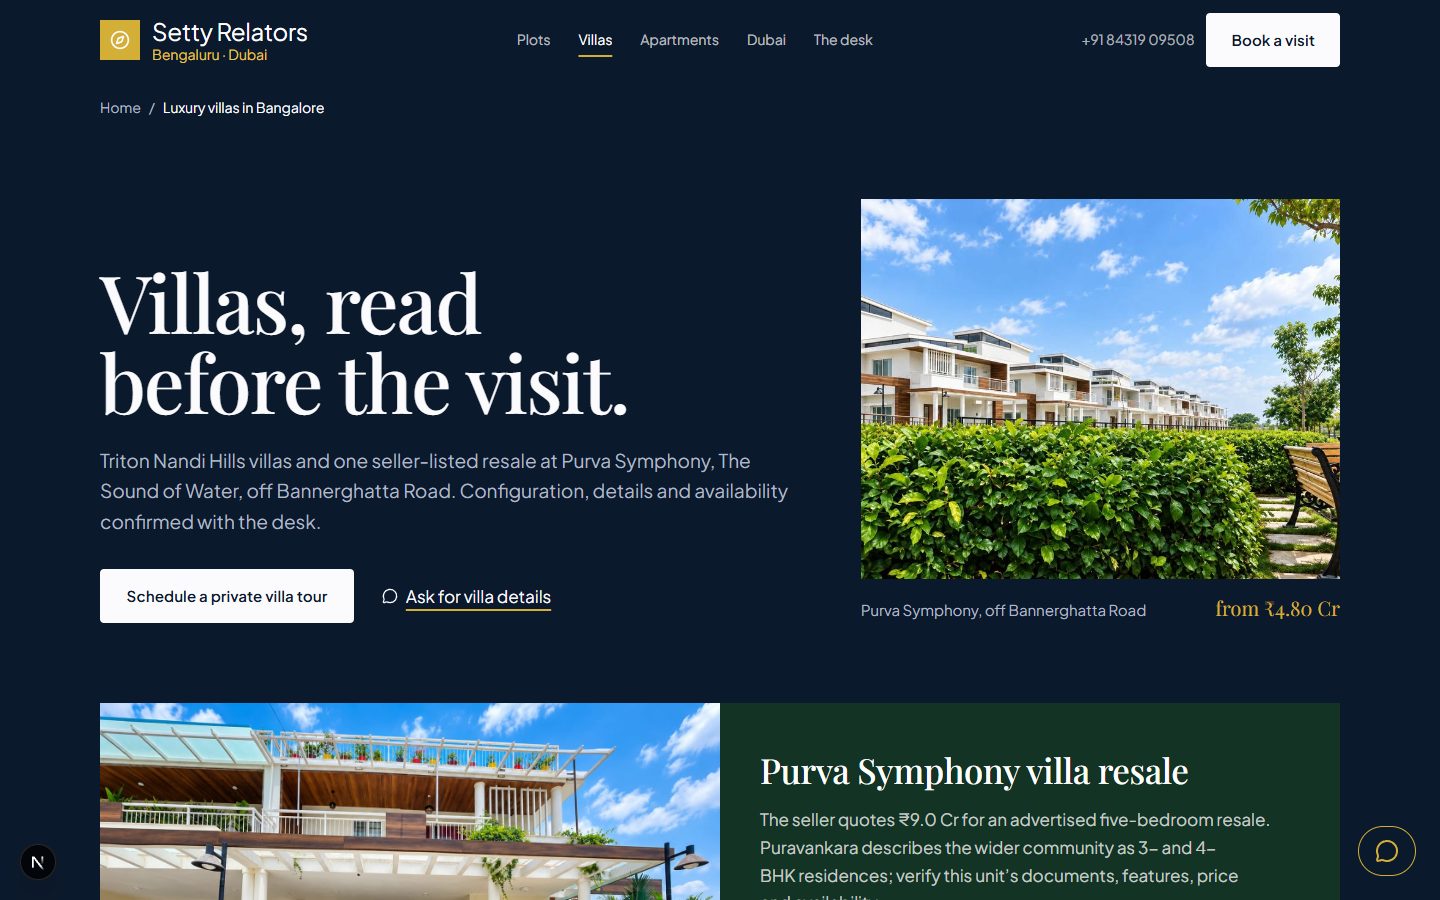 Setty Relators
Bengaluru · Dubai
Plots
Villas
Apartments
Dubai
The desk
+91 84319 09508
Book a visit
Home / Luxury villas in Bangalore
Villas, read
before the visit.
Triton Nandi Hills villas and one seller-listed resale at Purva Symphony, The
Sound of Water, off Bannerghatta Road. Configuration, details and availability
confirmed with the desk.
Schedule a private villa tour
Ask for villa details
Purva Symphony, off Bannerghatta Road
from ₹4.80 Cr
Purva Symphony villa resale
The seller quotes ₹9.0 Cr for an advertised five-bedroom resale.
Puravankara describes the wider community as 3– and 4–
BHK residences; verify this unit's documents, features, price
N